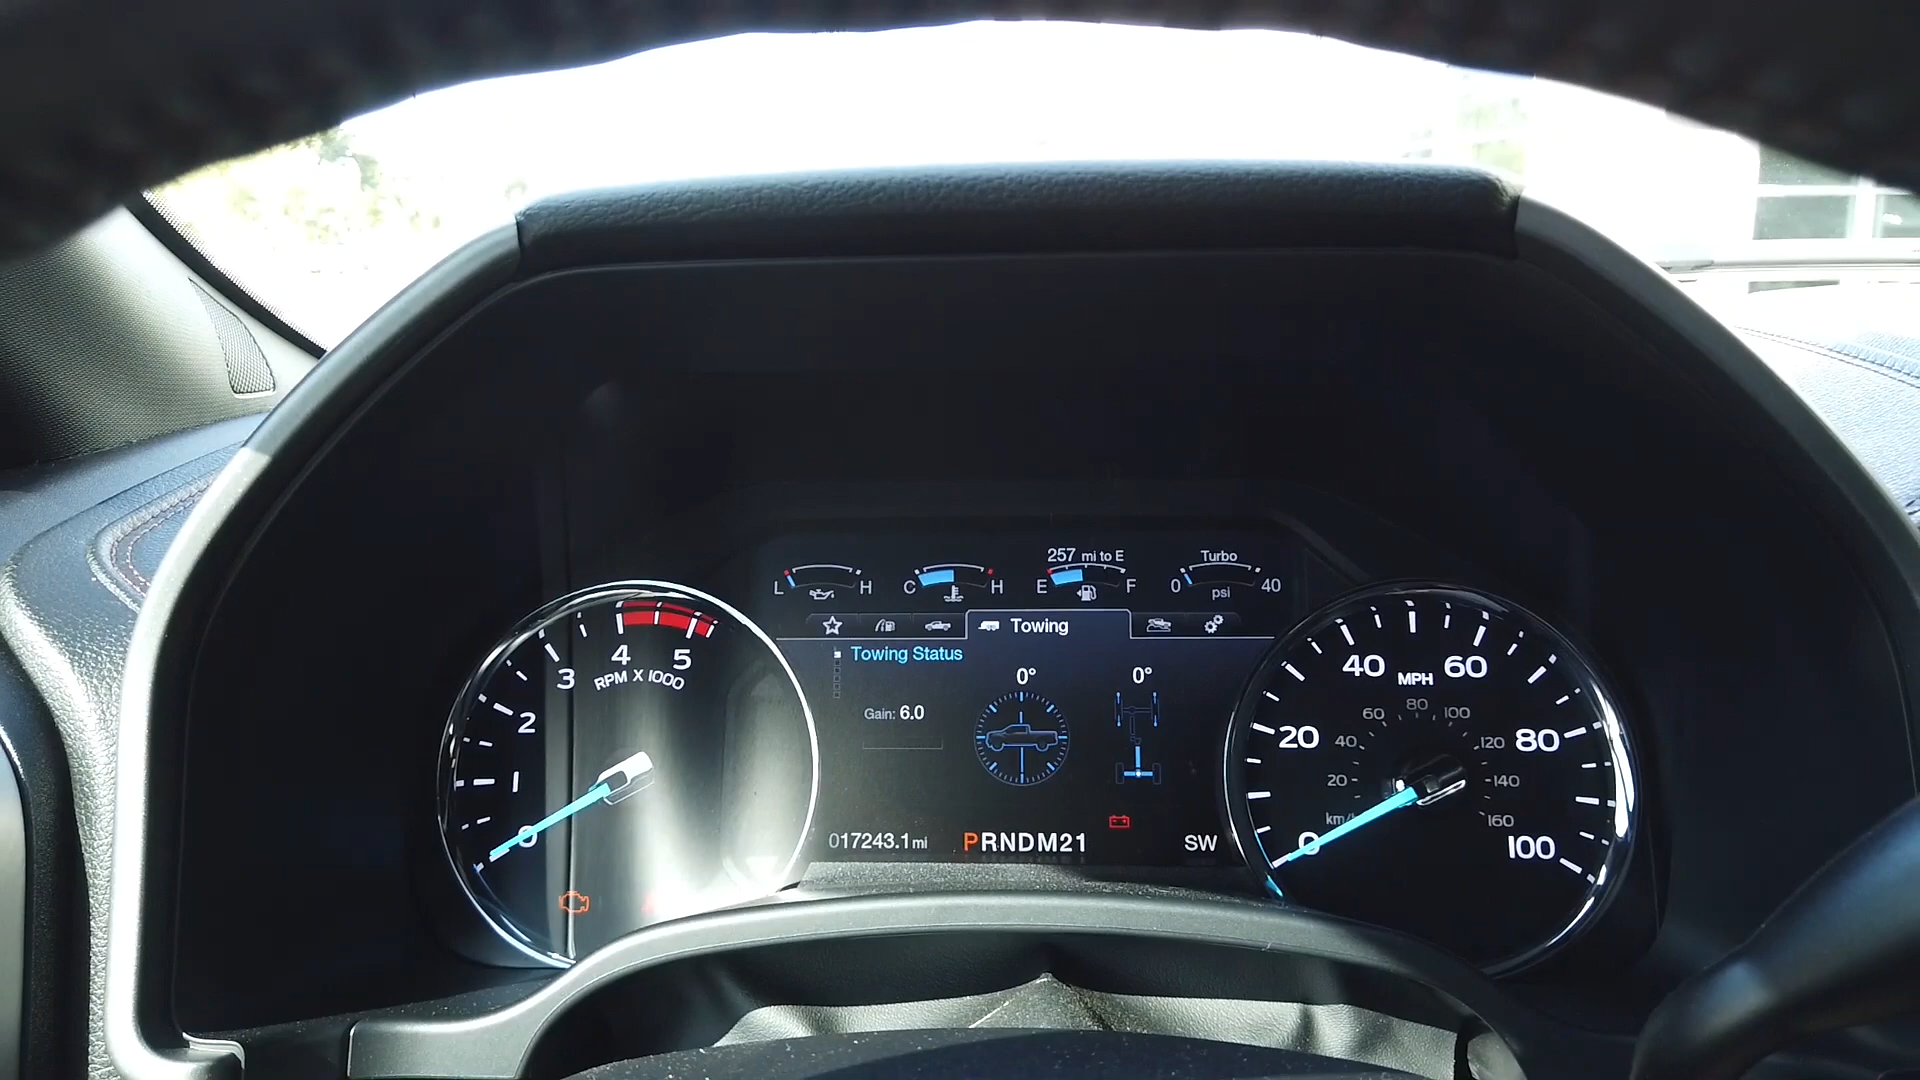 257 mi to E
Turbo
L H
C H
E F
0 40
psi
Towing
Towing Status
0° 0°
Gain: 6.0
017243.1 mi
PRNDM21
SW
0 1 2 3 4 5
RPM X 1000
0 20 40 60 80 100
MPH
20 40 60 80 100 120 140 160